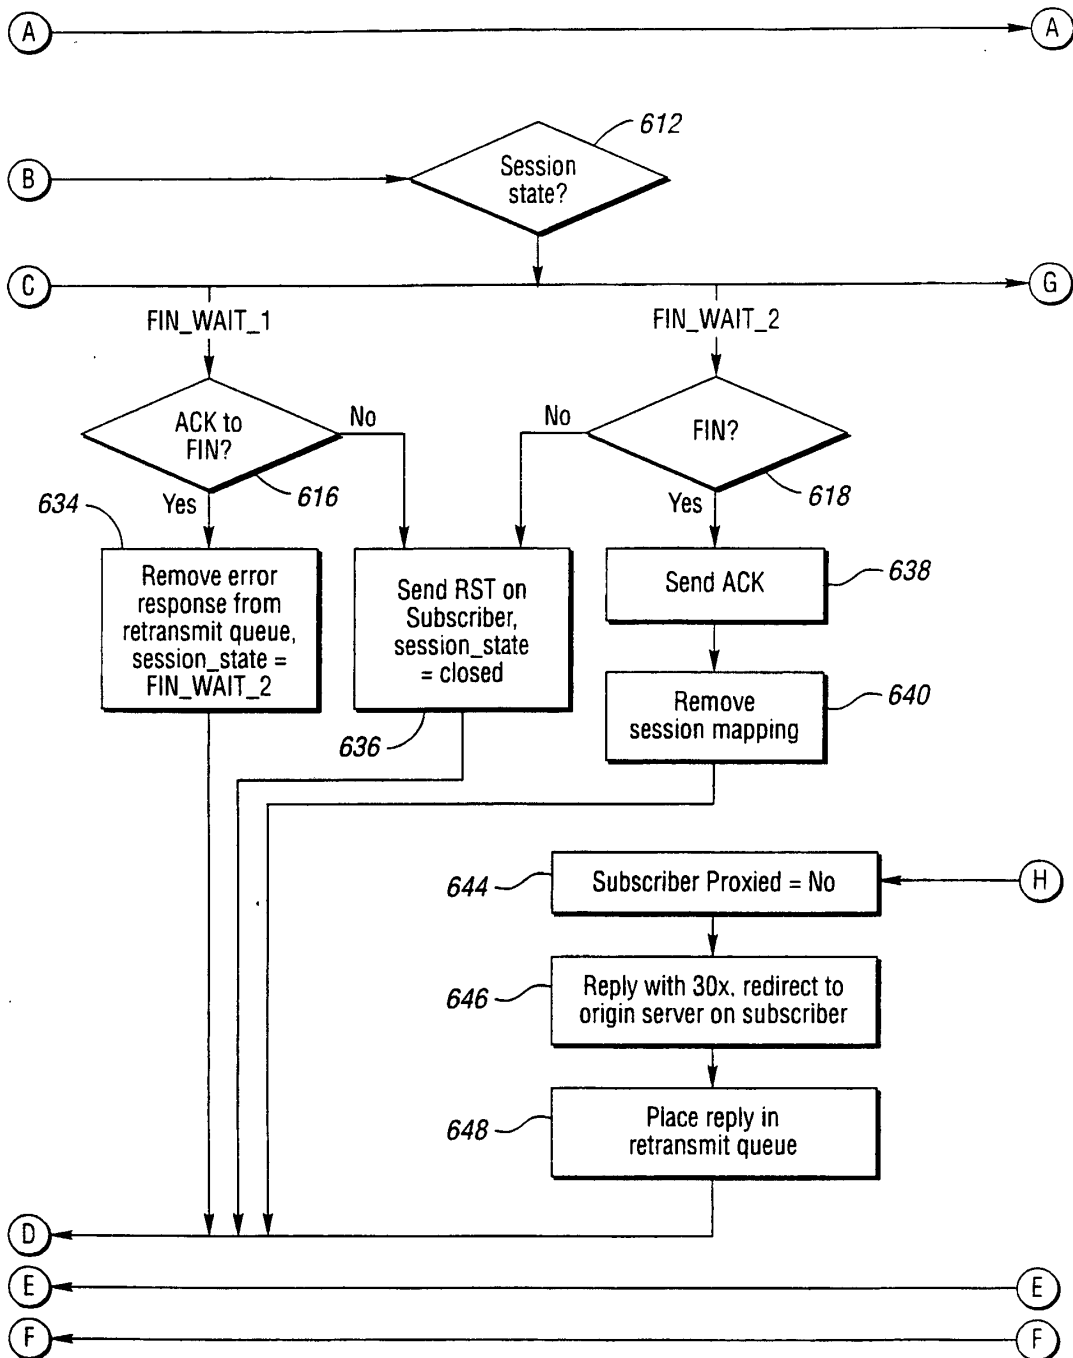 A
A
612
Session
state?
B
C
G
FIN_WAIT_1
FIN_WAIT_2
ACK to
FIN?
No
No
FIN?
616
618
Yes
Yes
634
Remove error
response from
retransmit queue,
session_state =
FIN_WAIT_2
Send RST on
Subscriber,
session_state
= closed
636
Send ACK
638
Remove
session mapping
640
644
Subscriber Proxied = No
H
646
Reply with 30x, redirect to
origin server on subscriber
648
Place reply in
retransmit queue
D
E
E
F
F